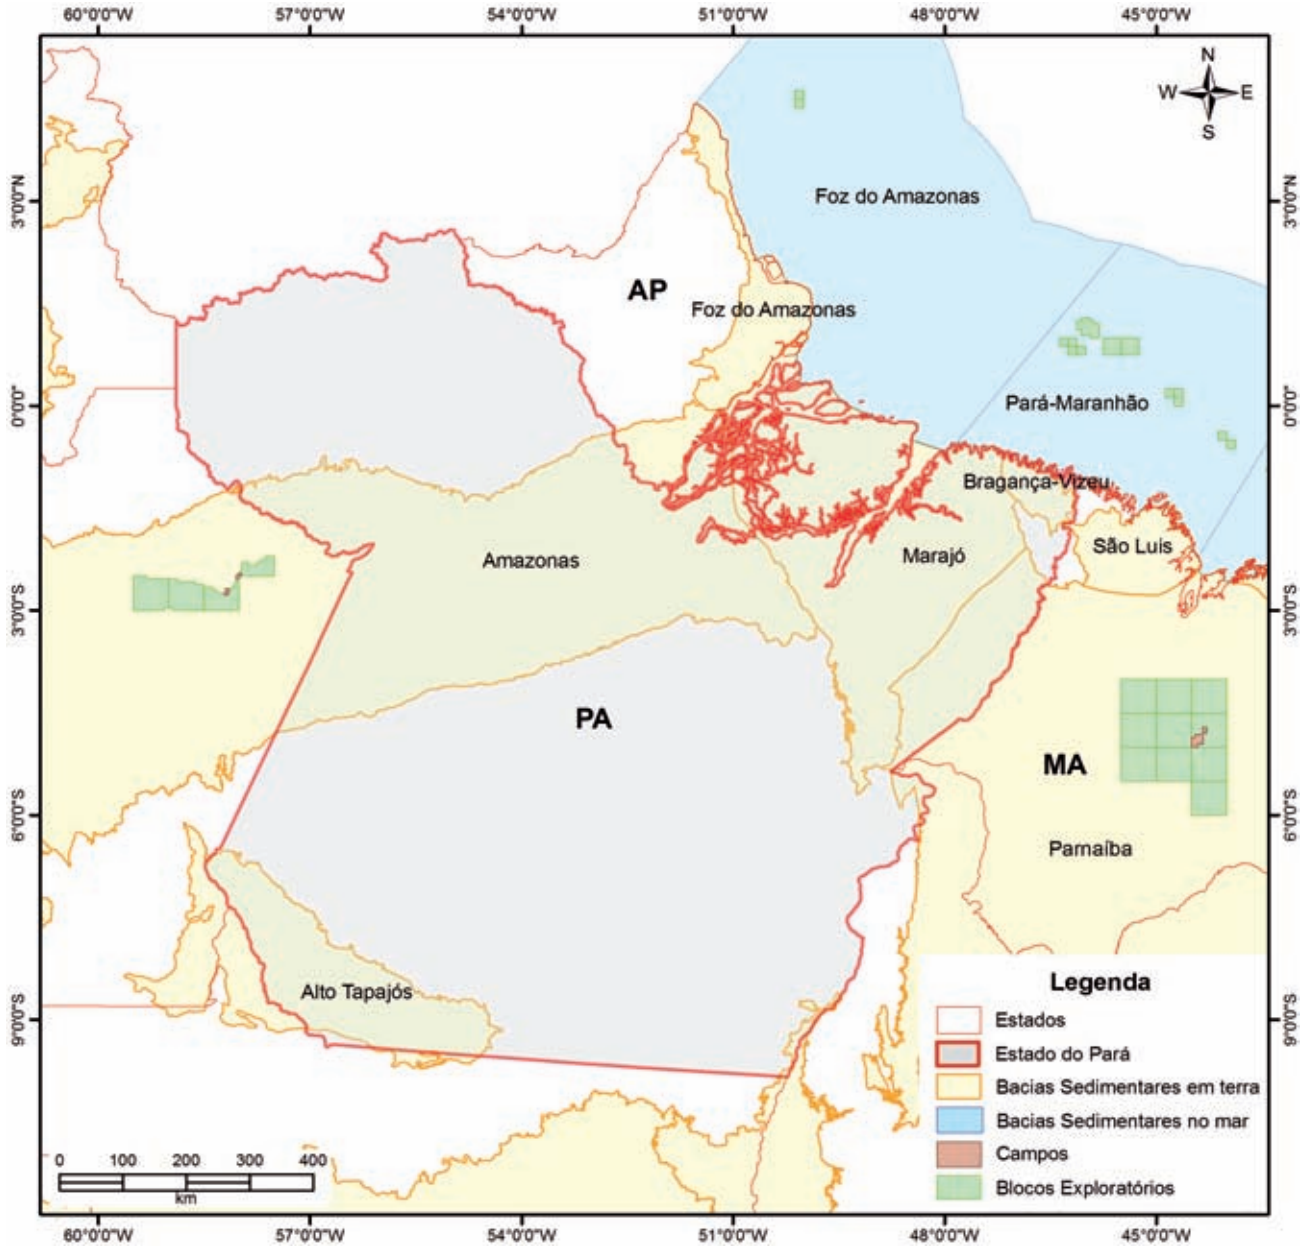 60°0'0"W 57°0'0"W 54°0'0"W 51°0'0"W 48°0'0"W 45°0'0"W
N
W E
S
3°0'0"N 3°0'0"N
Foz do Amazonas
AP
Foz do Amazonas
0°0'0" 0°0'0"
Pará-Maranhão
Bragança-Vizeu
São Luis
Marajó
Amazonas
3°0'0"S 3°0'0"S
PA
MA
6°0'0"S 6°0'0"S
Parnaíba
Alto Tapajós
9°0'0"S 9°0'0"S
Legenda
Estados
Estado do Pará
Bacias Sedimentares em terra
Bacias Sedimentares no mar
Campos
Blocos Exploratórios
0 100 200 300 400
km
60°0'0"W 57°0'0"W 54°0'0"W 51°0'0"W 48°0'0"W 45°0'0"W